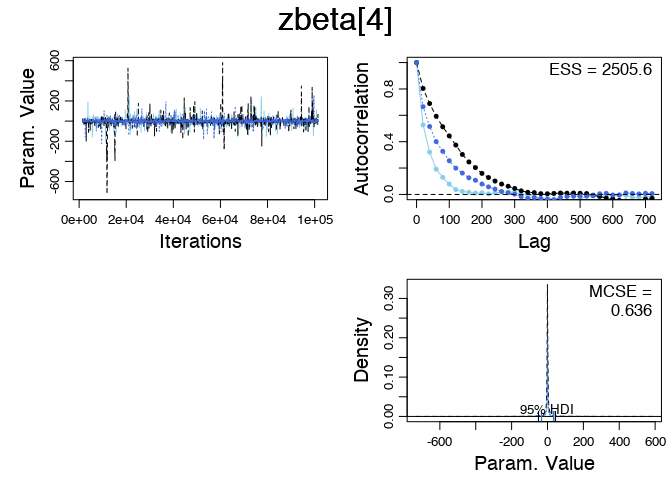 zbeta[4]
Param. Value
600
200
-200
-600
0e+00 2e+04 4e+04 6e+04 8e+04 1e+05
Iterations
ESS = 2505.6
Autocorrelation
0.8
0.4
0.0
0 100 200 300 400 500 600 700
Lag
MCSE =
0.636
Density
0.30
0.20
0.10
0.00
95% HDI
-600 -200 0 200 400 600
Param. Value